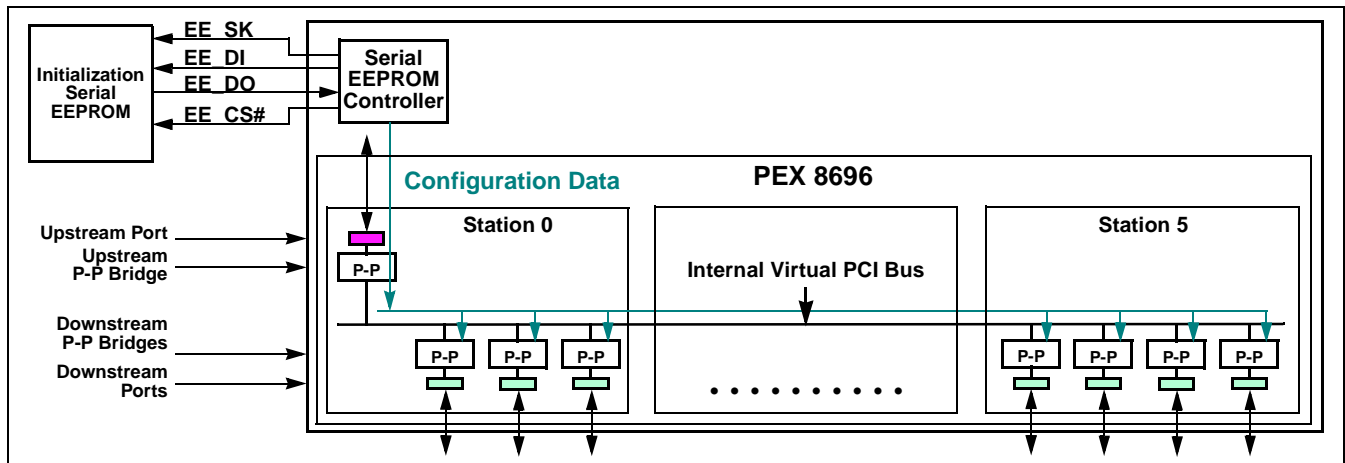 EE_SK
EE_DI
EE_DO
EE_CS#
Initialization
Serial
EEPROM
Serial
EEPROM
Controller
Configuration Data
PEX 8696
Station 0
Station 5
Upstream Port
Upstream
P-P Bridge
P-P
Internal Virtual PCI Bus
Downstream
P-P Bridges
Downstream
Ports
P-P
P-P
P-P
P-P
P-P
P-P
P-P